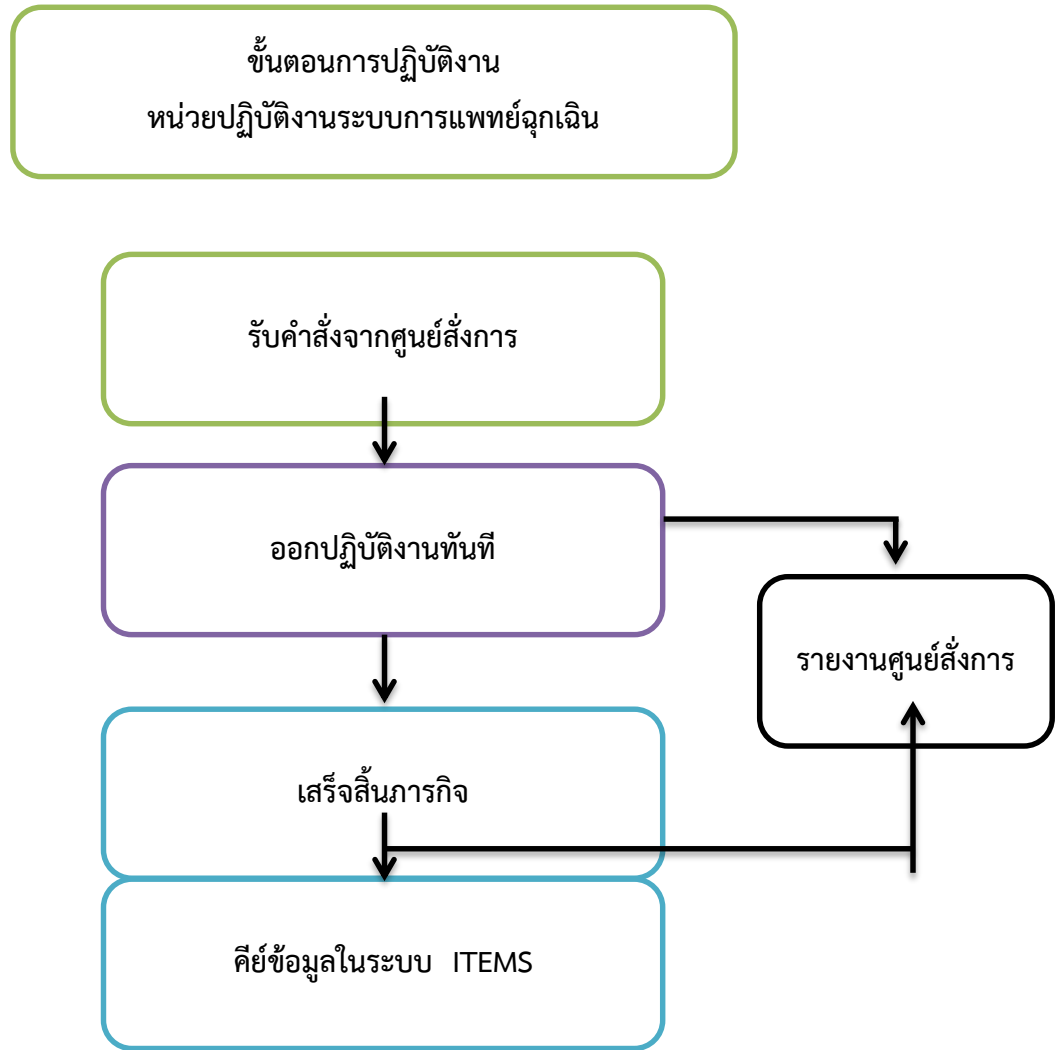 ขั้นตอนการปฏิบัติงาน
หน่วยปฏิบัติงานระบบการแพทย์ฉุกเฉิน
รับคำสั่งจากศูนย์สั่งการ
ออกปฏิบัติงานทันที
รายงานศูนย์สั่งการ
เสร็จสิ้นภารกิจ
คีย์ข้อมูลในระบบ ITEMS